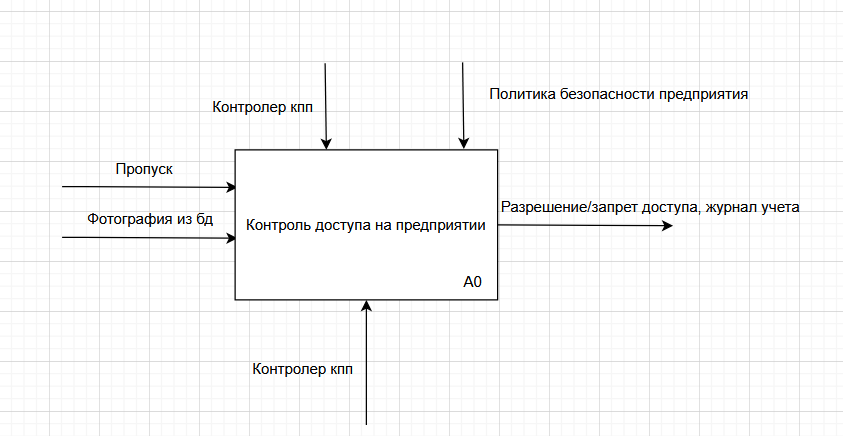 Контролер кпп
Политика безопасности предприятия
Пропуск
Фотография из бд
Контроль доступа на предприятии
Разрешение/запрет доступа, журнал учета
A0
Контролер кпп